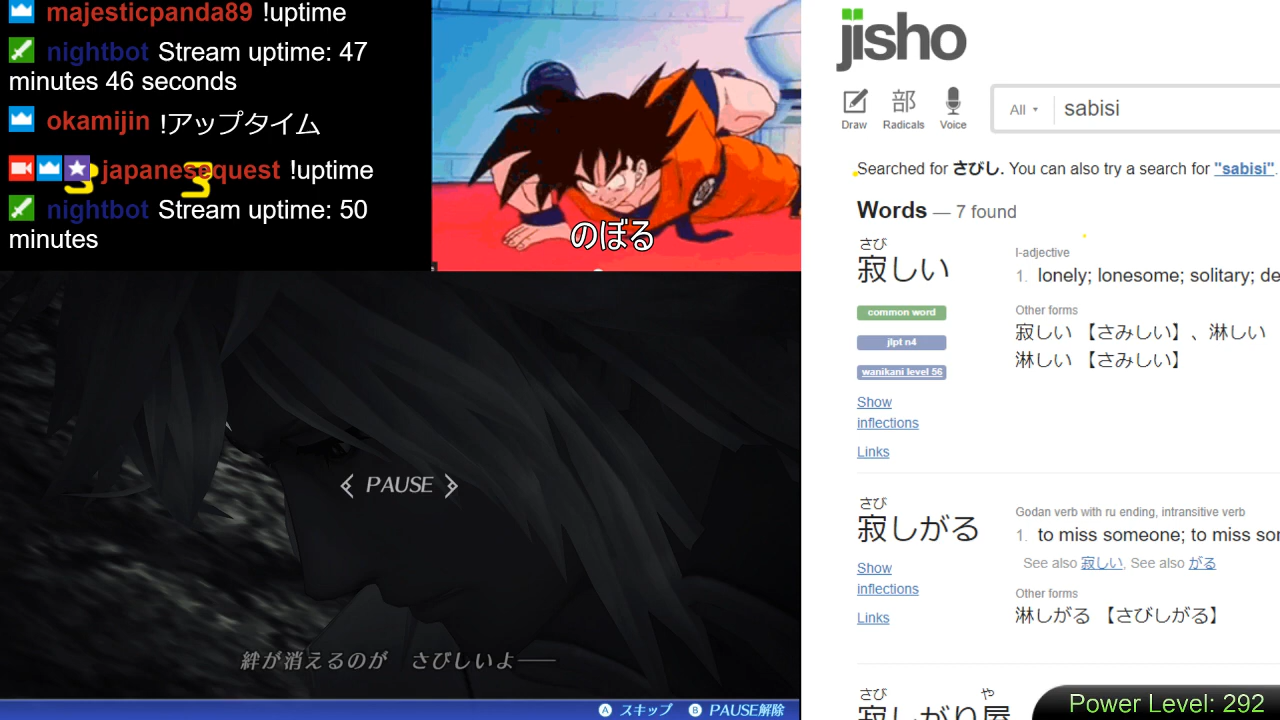 majesticpanda89 !uptime
nightbot Stream uptime: 47
minutes 46 seconds
okamijin !アップタイム
japanesequest !uptime
nightbot Stream uptime: 50
minutes
のぼる
< PAUSE >
絆が消えるのが さびしいよ――
A スキップ B PAUSE解除
jisho
Draw Radicals Voice
All sabisi
Searched for さびし. You can also try a search for "sabisi".
Words — 7 found
さび
寂しい
common word
jlpt n4
wanikani level 56
Show
inflections
Links
I-adjective
1. lonely; lonesome; solitary; de
Other forms
寂しい 【さみしい】、淋しい
淋しい 【さみしい】
さび
寂しがる
Show
inflections
Links
Godan verb with ru ending, intransitive verb
1. to miss someone; to miss sor
See also 寂しい, See also がる
Other forms
淋しがる 【さびしがる】
さび や
寂しがり屋
Power Level: 292